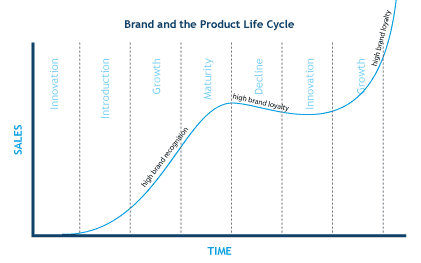 Brand and the Product Life Cycle
SALES
Innovation
Introduction
Growth
Maturity
Decline
Innovation
Growth
high brand recognition
high brand loyalty
high brand loyalty
TIME